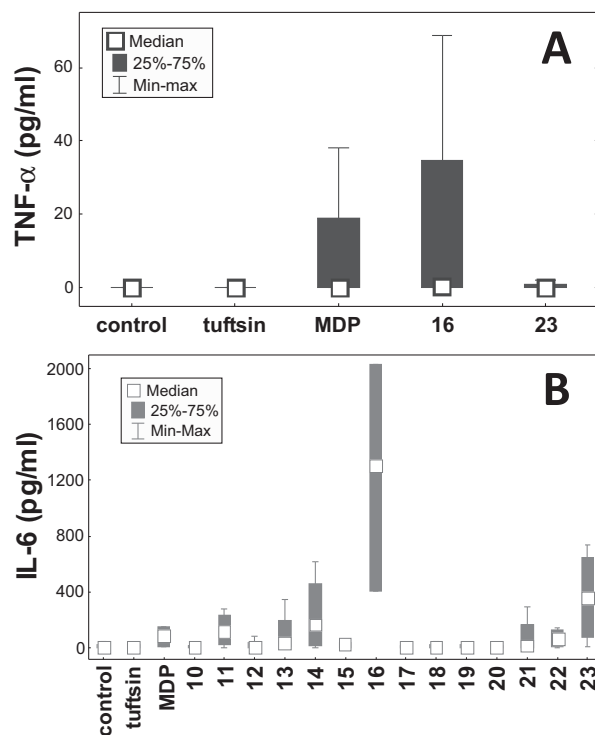 A
Median
25%-75%
Min-max
TNF-α (pg/ml)
60
40
20
0
control tuftsin MDP 16 23
B
Median
25%-75%
Min-Max
IL-6 (pg/ml)
2000
1600
1200
800
400
0
control tuftsin MDP 10 11 12 13 14 15 16 17 18 19 20 21 22 23